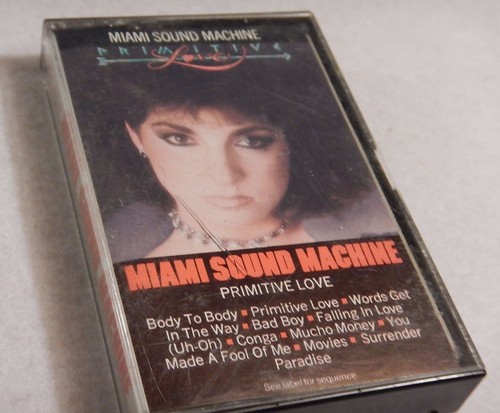 MIAMI SOUND MACHINE
PRIMITIVE
Love
MIAMI SOUND MACHINE
PRIMITIVE LOVE
Body To Body ▪ Primitive Love ▪ Words Get
In The Way ▪ Bad Boy ▪ Falling In Love
(Uh-Oh) ▪ Conga ▪ Mucho Money ▪ You
Made A Fool Of Me ▪ Movies ▪ Surrender
Paradise
See label for sequence